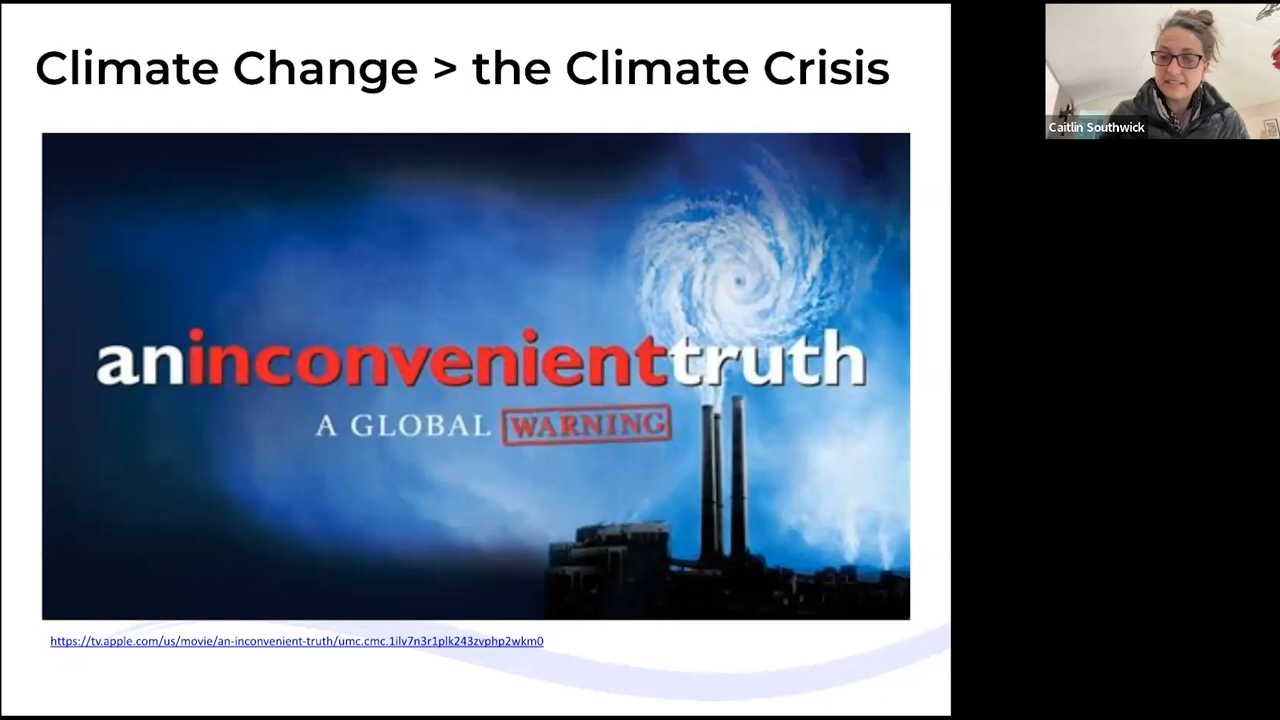 Climate Change > the Climate Crisis
Caitlin Southwick
aninconvenienttruth
A GLOBAL WARNING
https://tv.apple.com/us/movie/an-inconvenient-truth/umc.cmc.1ilv7n3r1plk243zvphp2wkm0